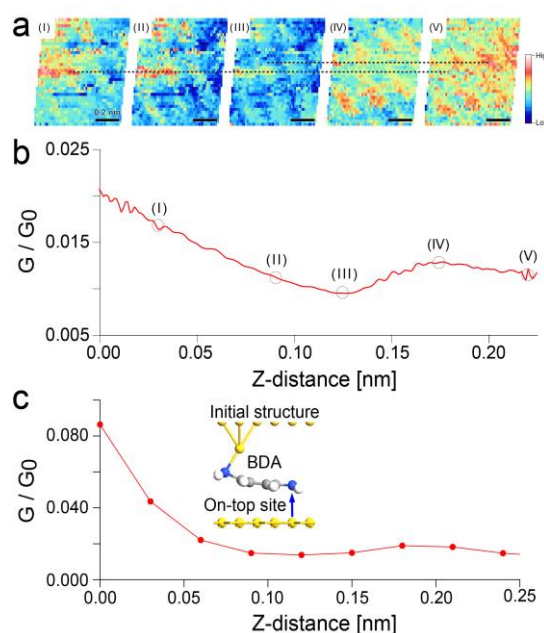 a
(I) (II) (III) (IV) (V)
High
0.2 nm
Low
b
0.025
0.015
0.005
G / G0
(I)
(II)
(III)
(IV)
(V)
0.00 0.05 0.10 0.15 0.20
Z-distance [nm]
c
0.080
0.040
0.000
G / G0
Initial structure
BDA
On-top site
0.00 0.05 0.10 0.15 0.20 0.25
Z-distance [nm]